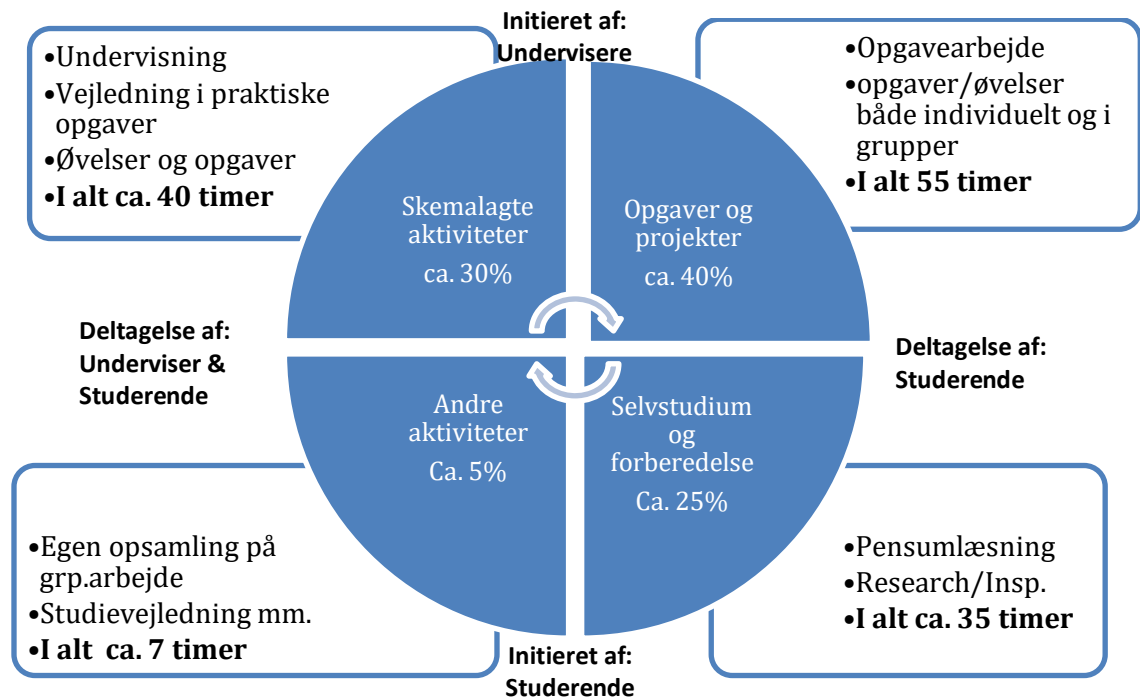 Initieret af:
Undervisere
•Undervisning
•Vejledning i praktiske
opgaver
•Øvelser og opgaver
•I alt ca. 40 timer
•Opgavearbejde
•opgaver/øvelser
både individuelt og i
grupper
•I alt 55 timer
Skemalagte
aktiviteter
ca. 30%
Opgaver og
projekter
ca. 40%
Deltagelse af:
Underviser &
Studerende
Deltagelse af:
Studerende
Andre
aktiviteter
Ca. 5%
Selvstudium
og
forberedelse
Ca. 25%
•Egen opsamling på
grp.arbejde
•Studievejledning mm.
•I alt  ca. 7 timer
•Pensumlæsning
•Research/Insp.
•I alt ca. 35 timer
Initieret af:
Studerende